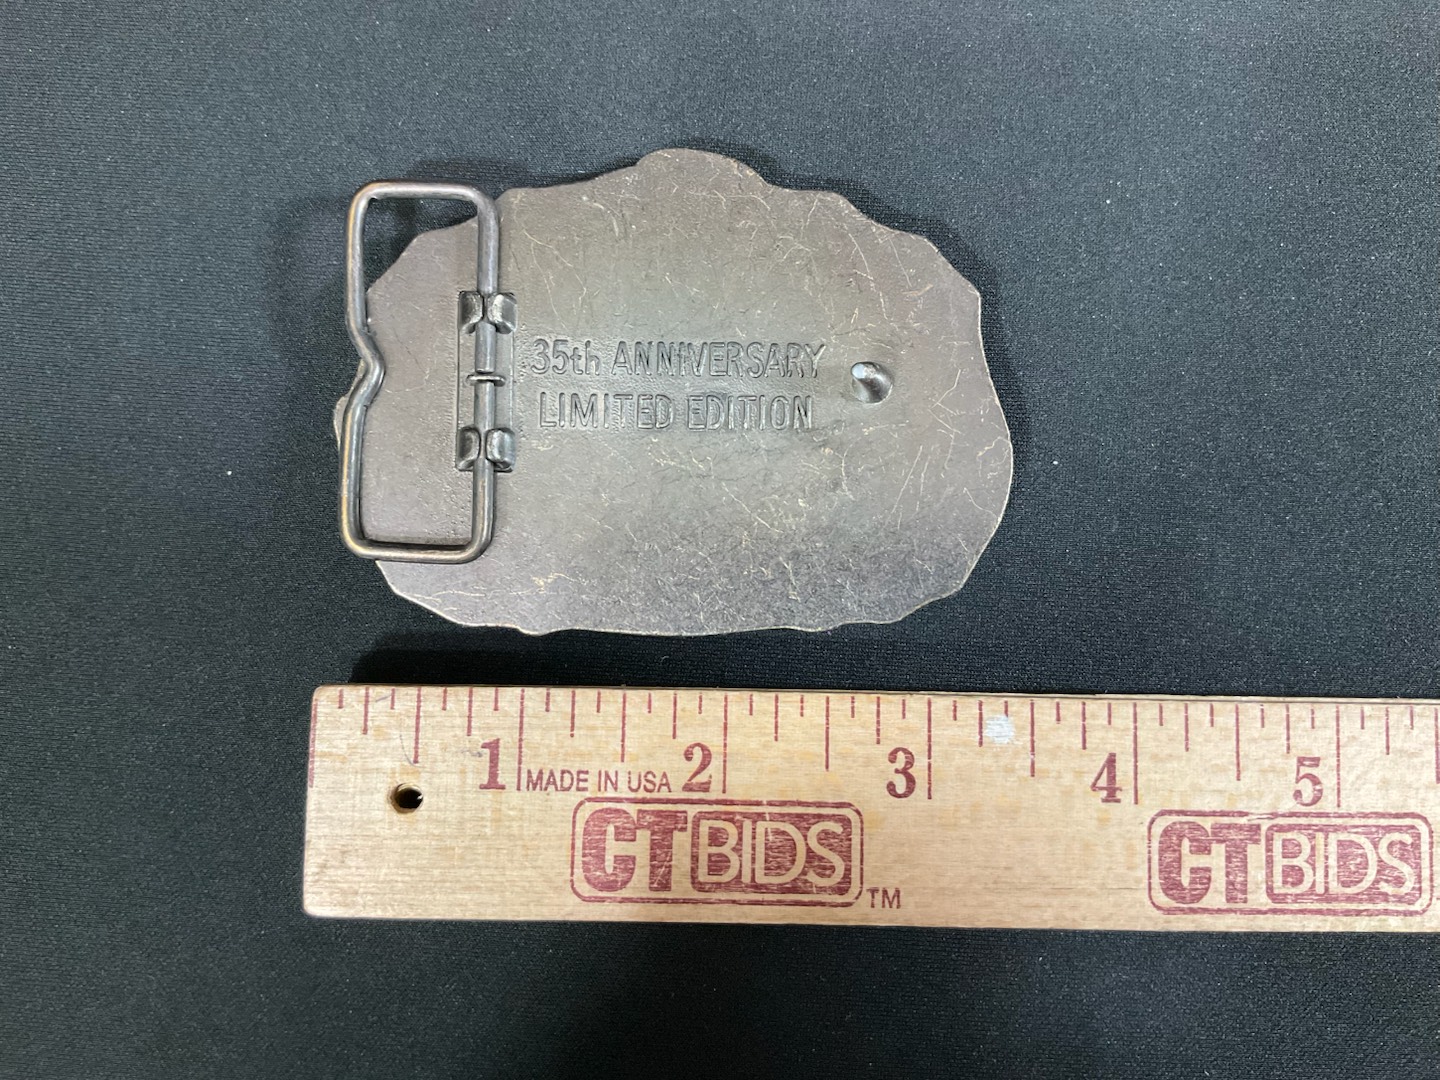 35th ANNIVERSARY
LIMITED EDITION
1 MADE IN USA 2 3 4 5
CTBIDS TM CTBIDS